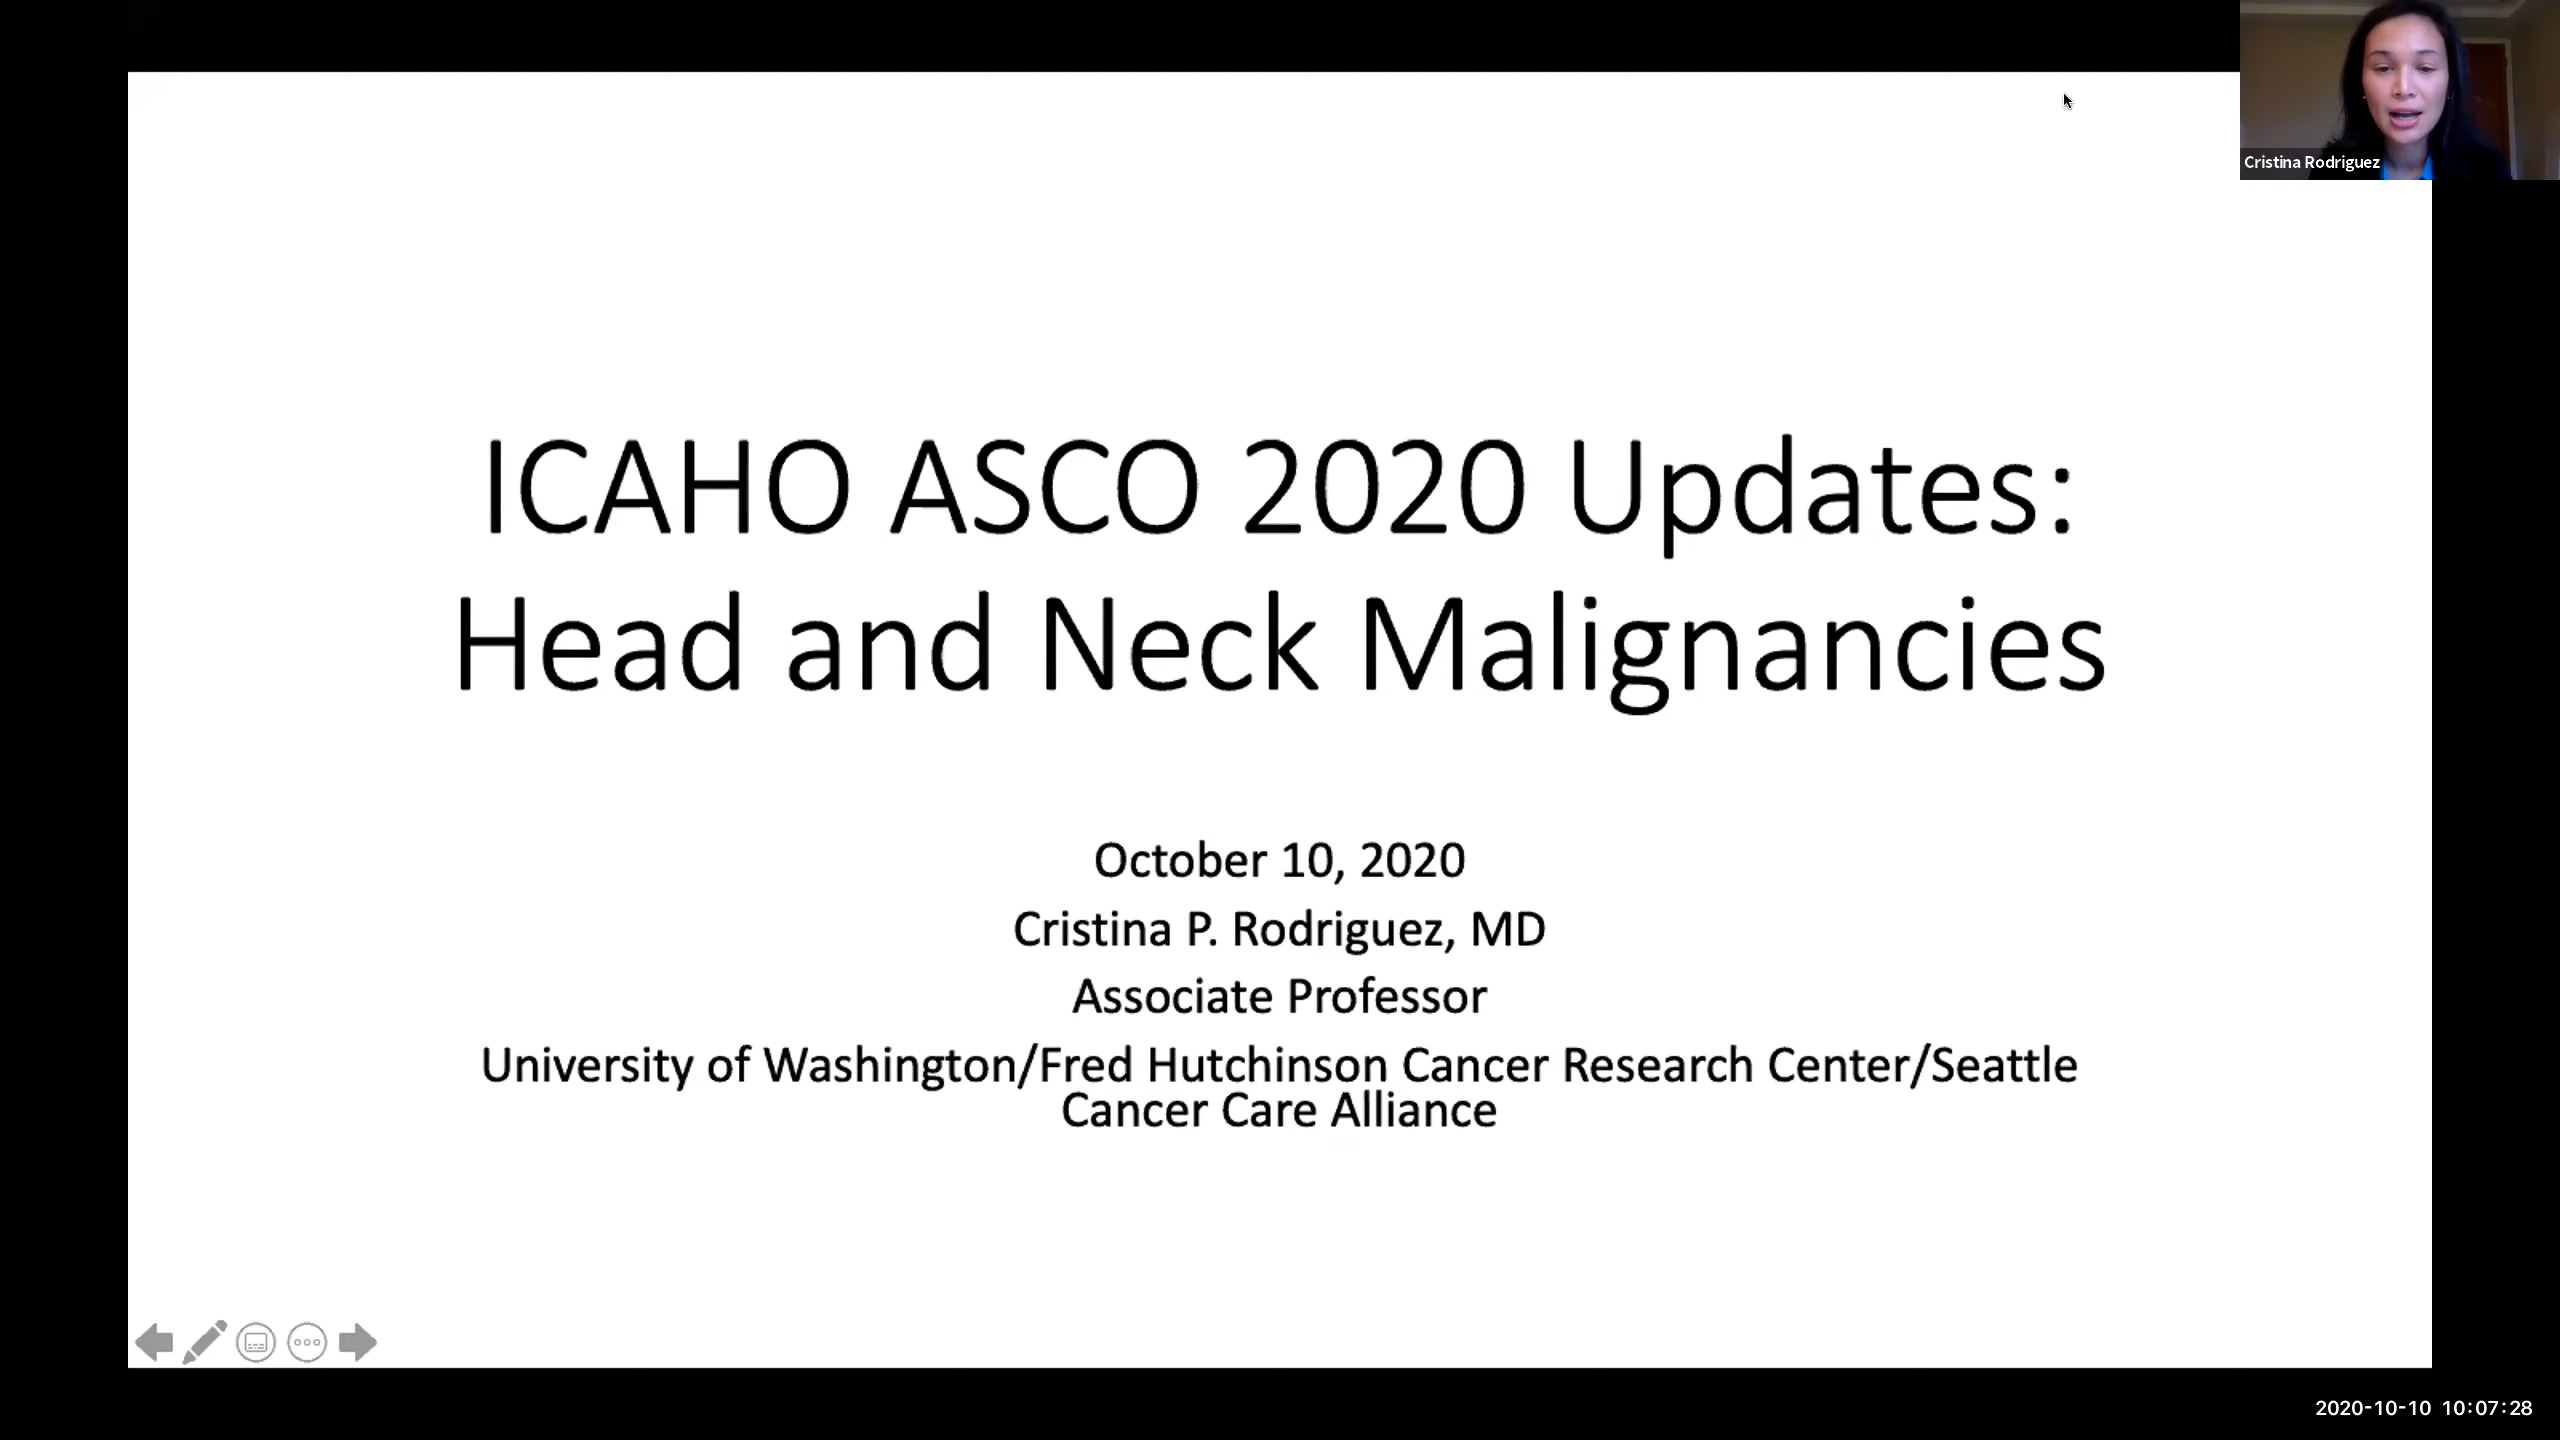 Cristina Rodriguez
ICAHO ASCO 2020 Updates:
Head and Neck Malignancies
October 10, 2020
Cristina P. Rodriguez, MD
Associate Professor
University of Washington/Fred Hutchinson Cancer Research Center/Seattle
Cancer Care Alliance
2020-10-10 10:07:28